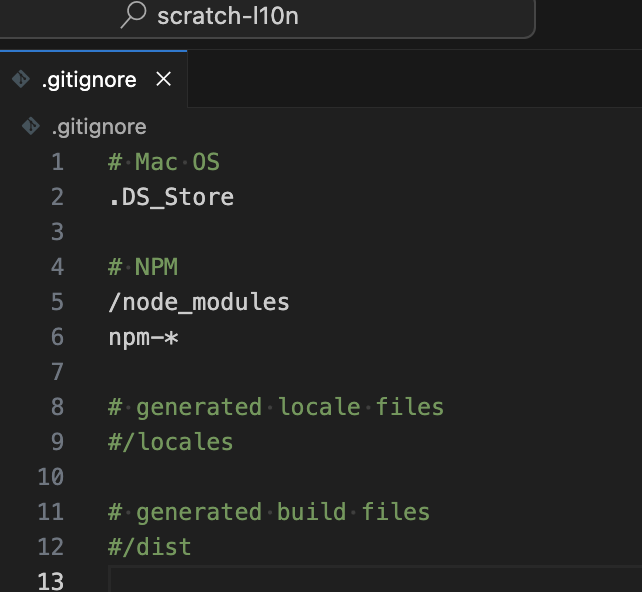 scratch-l10n
.gitignore
.gitignore
1 # Mac OS
2 .DS_Store
3
4 # NPM
5 /node_modules
6 npm-*
7
8 # generated locale files
9 #/locales
10
11 # generated build files
12 #/dist
13